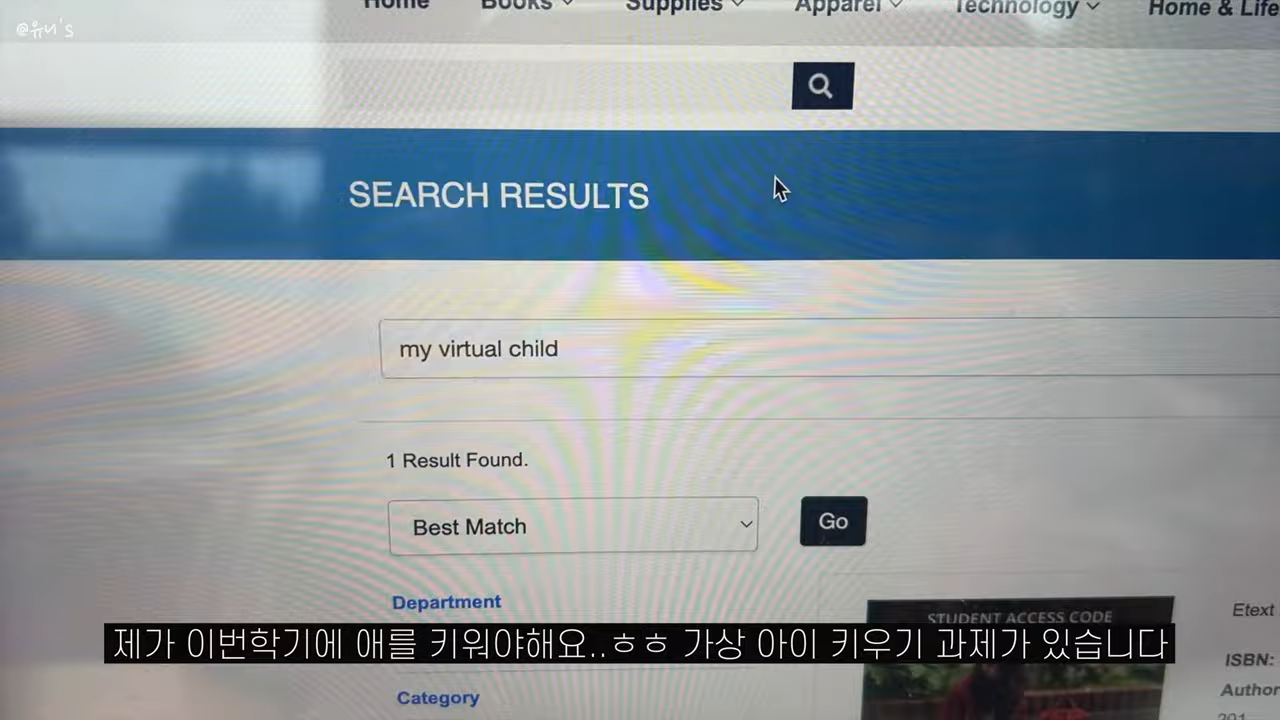 Home Books Supplies Apparel Technology Home & Life
@유니's
SEARCH RESULTS
my virtual child
1 Result Found.
Best Match
Go
Department
STUDENT ACCESS CODE
Etext
제가 이번학기에 애를 키워야해요..ㅎㅎ 가상 아이 키우기 과제가 있습니다
ISBN:
Author
Category